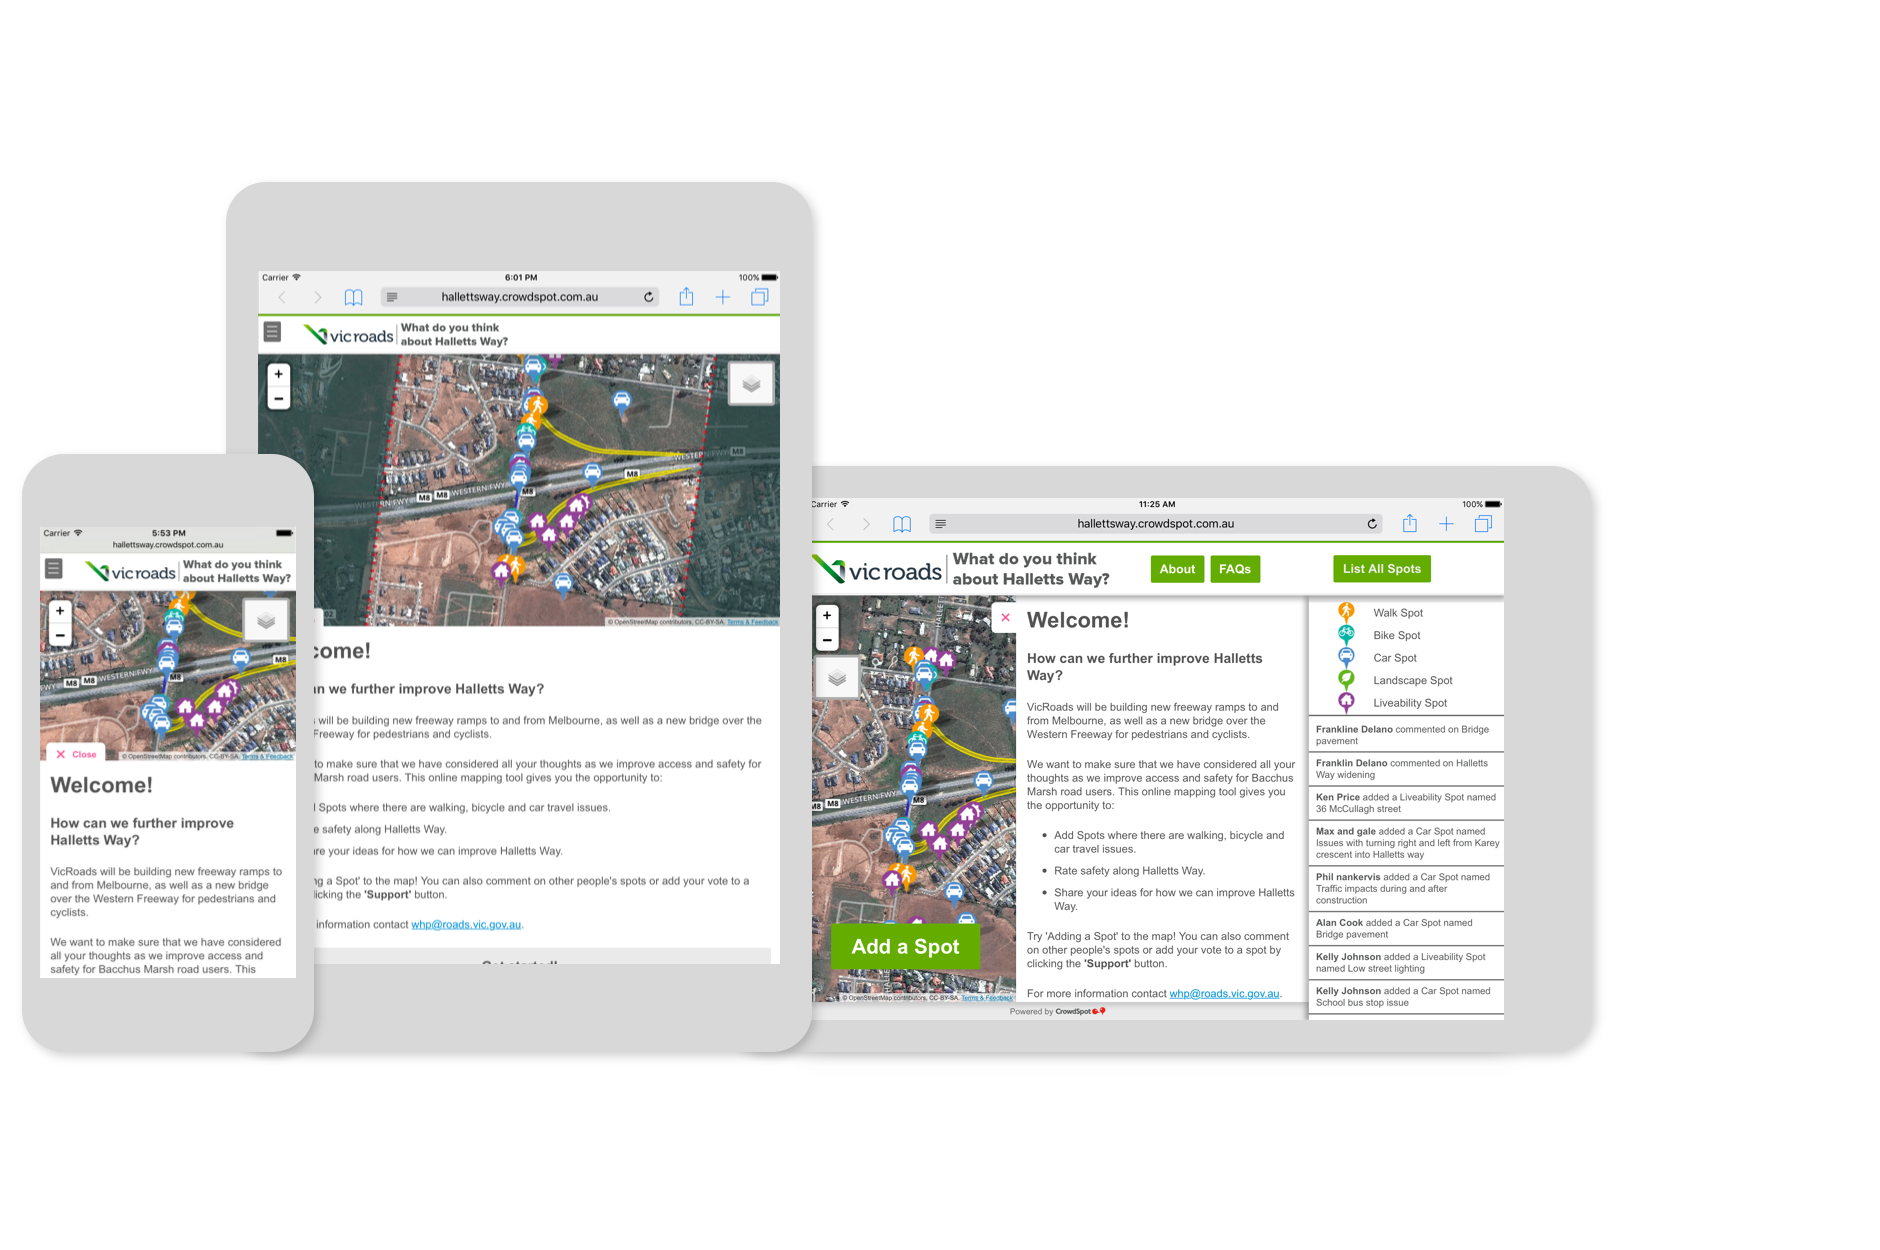 Carrier
5:53 PM
hallettsway.crowdspot.com.au
vic roads
What do you think
about Halletts Way?
+
−
M8
M8
M8
WESTERN FWY
M8
✕ Close
© OpenStreetMap contributors, CC-BY-SA. Terms & Feedback
Welcome!
How can we further improve
Halletts Way?
VicRoads will be building new freeway ramps to
and from Melbourne, as well as a new bridge
over the Western Freeway for pedestrians and
cyclists.
We want to make sure that we have considered
all your thoughts as we improve access and
safety for Bacchus Marsh road users. This
Carrier
6:01 PM
100%
hallettsway.crowdspot.com.au
vic roads
What do you think
about Halletts Way?
+
−
M8
WESTERN
M8
M8
M8
WESTERN FWY
M8
© OpenStreetMap contributors, CC-BY-SA. Terms & Feedback
come!
n we further improve Halletts Way?
will be building new freeway ramps to and from Melbourne, as well as a new bridge over the
Freeway for pedestrians and cyclists.
to make sure that we have considered all your thoughts as we improve access and safety for
Marsh road users. This online mapping tool gives you the opportunity to:
Spots where there are walking, bicycle and car travel issues.
e safety along Halletts Way.
re your ideas for how we can improve Halletts Way.
ng a Spot' to the map! You can also comment on other people's spots or add your vote to a
licking the 'Support' button.
information contact whp@roads.vic.gov.au.
Get started!
Carrier
11:25 AM
100%
hallettsway.crowdspot.com.au
vic roads
What do you think
about Halletts Way?
About
FAQs
List All Spots
+
−
HALLETT
M8
M8
WESTERN FWY
M8
Add a Spot
© OpenStreetMap contributors, CC-BY-SA. Terms & Feedback
✕
Welcome!
How can we further improve Halletts
Way?
VicRoads will be building new freeway ramps to and
from Melbourne, as well as a new bridge over the
Western Freeway for pedestrians and cyclists.
We want to make sure that we have considered all your
thoughts as we improve access and safety for Bacchus
Marsh road users. This online mapping tool gives you
the opportunity to:
• Add Spots where there are walking, bicycle and
car travel issues.
• Rate safety along Halletts Way.
• Share your ideas for how we can improve Halletts
Way.
Try 'Adding a Spot' to the map! You can also comment
on other people's spots or add your vote to a spot by
clicking the 'Support' button.
For more information contact whp@roads.vic.gov.au.
Powered by CrowdSpot
Walk Spot
Bike Spot
Car Spot
Landscape Spot
Liveability Spot
Frankline Delano commented on Bridge
pavement
Franklin Delano commented on Halletts
Way widening
Ken Price added a Liveability Spot named
36 McCullagh street
Max and gale added a Car Spot named
Issues with turning right and left from Karey
crescent into Halletts way
Phil nankervis added a Car Spot named
Traffic impacts during and after
construction
Alan Cook added a Car Spot named
Bridge pavement
Kelly Johnson added a Liveability Spot
named Low street lighting
Kelly Johnson added a Car Spot named
School bus stop issue